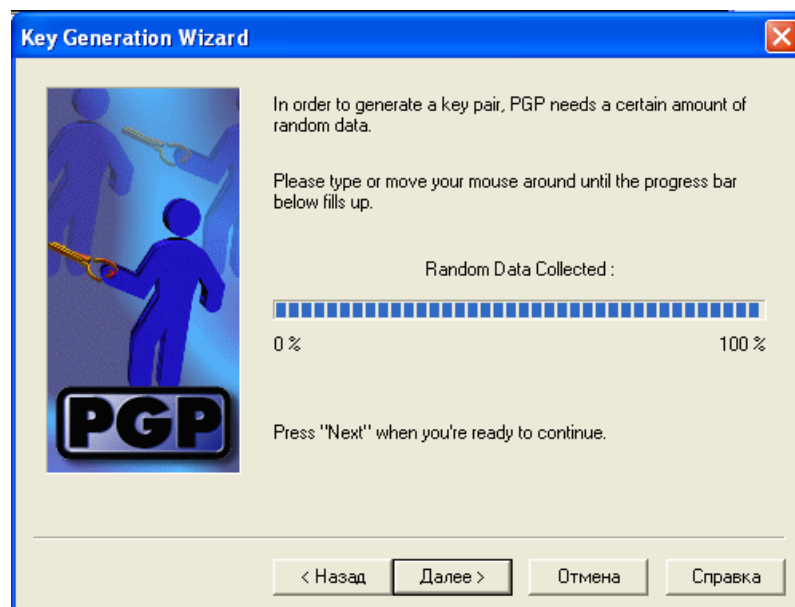 Key Generation Wizard
In order to generate a key pair, PGP needs a certain amount of
random data.
Please type or move your mouse around until the progress bar
below fills up.
Random Data Collected :
0 %
100 %
PGP
Press "Next" when you're ready to continue.
< Назад
Далее >
Отмена
Справка